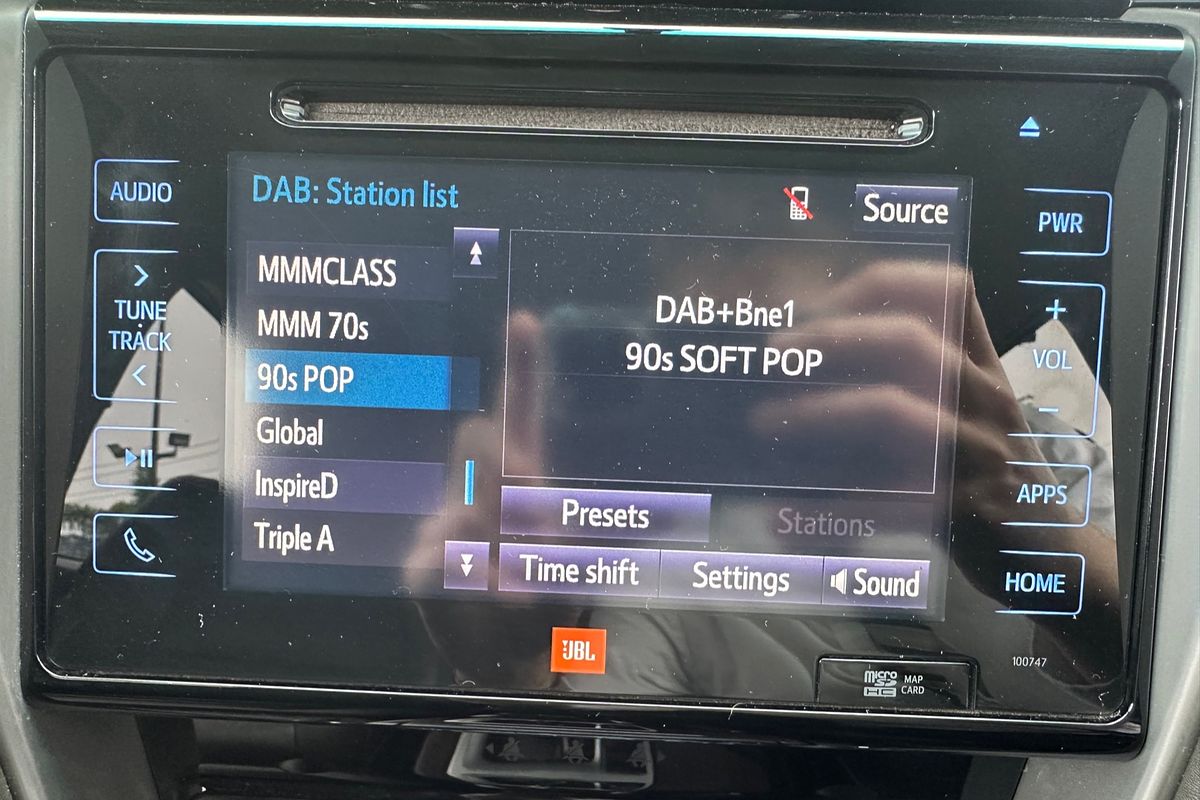 AUDIO
TUNE
TRACK
DAB: Station list
Source
MMMCLASS
MMM 70s
90s POP
Global
InspireD
Triple A
DAB+Bne1
90s SOFT POP
Presets
Stations
Time shift
Settings
Sound
PWR
+
VOL
−
APPS
HOME
JBL
micro
SD
HC
MAP
CARD
100747